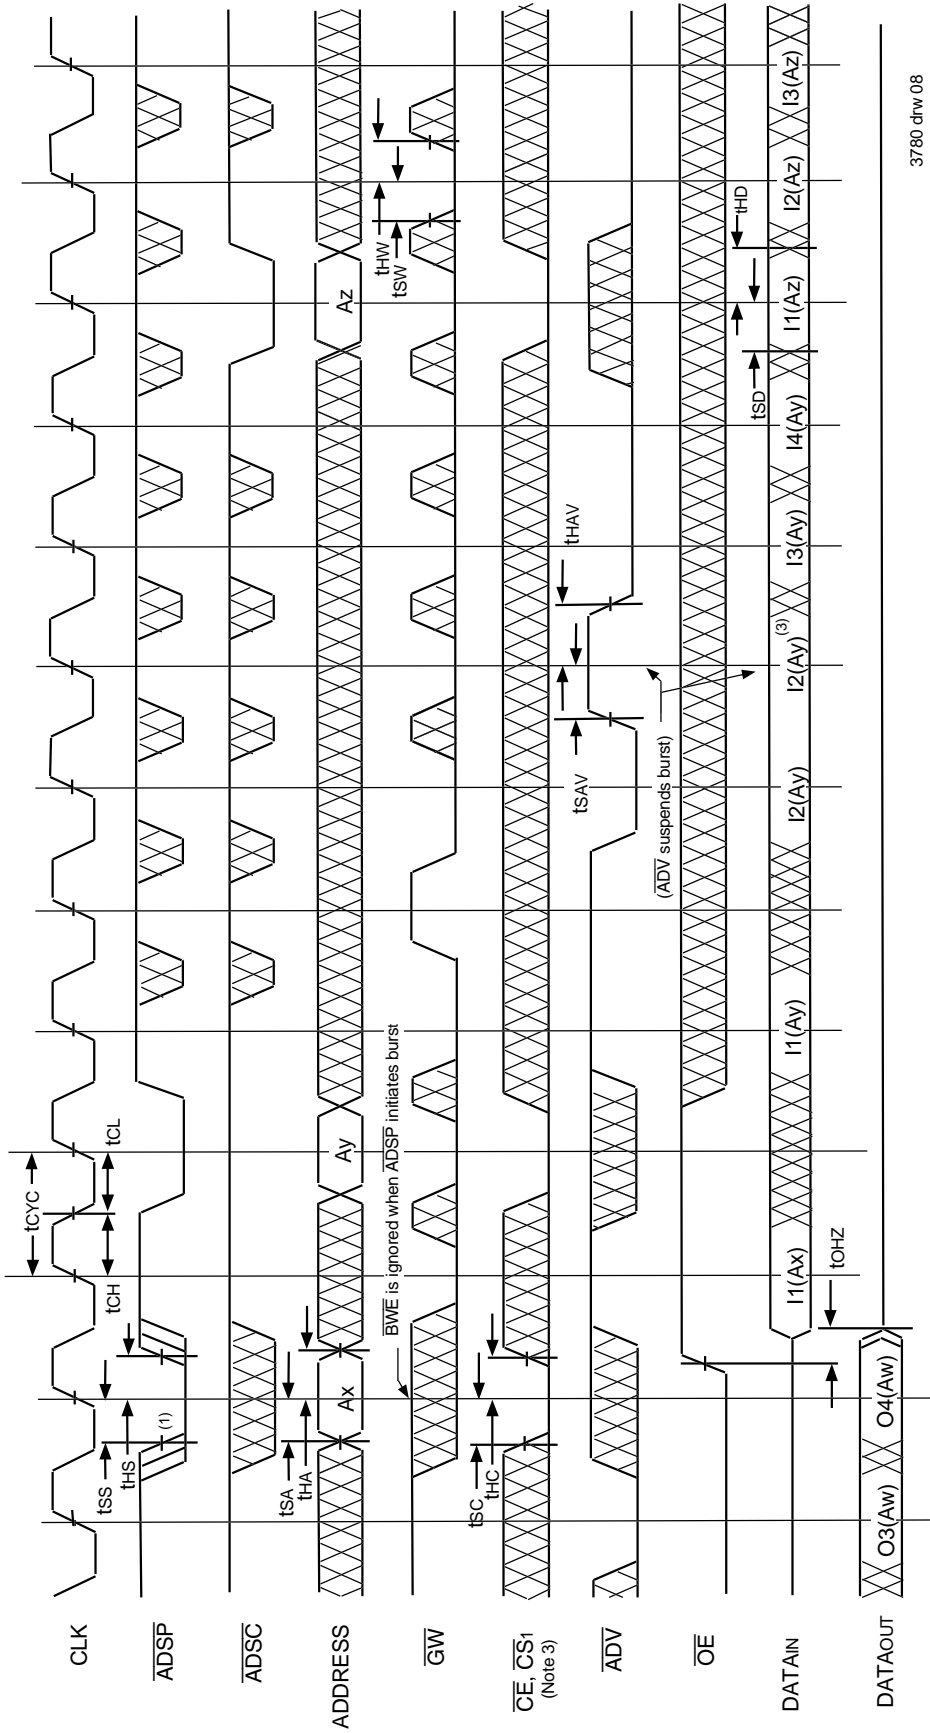 CLK
tCYC
tCH
tCL
tSS
tHS
ADSP
(1)
ADSC
tSA
tHA
ADDRESS
Ax
Ay
Az
tHW
tSW
GW
BWE is ignored when ADSP initiates burst
tSC
tHC
CE, CS1
(Note 3)
tSAV
tHAV
ADV
(ADV suspends burst)
OE
tOHZ
tSD
tHD
DATAIN
I1(Ax)
I1(Ay)
I2(Ay)
I2(Ay)(3)
I3(Ay)
I4(Ay)
I1(Az)
I2(Az)
I3(Az)
DATAOUT
O3(Aw)
O4(Aw)
3780 drw 08